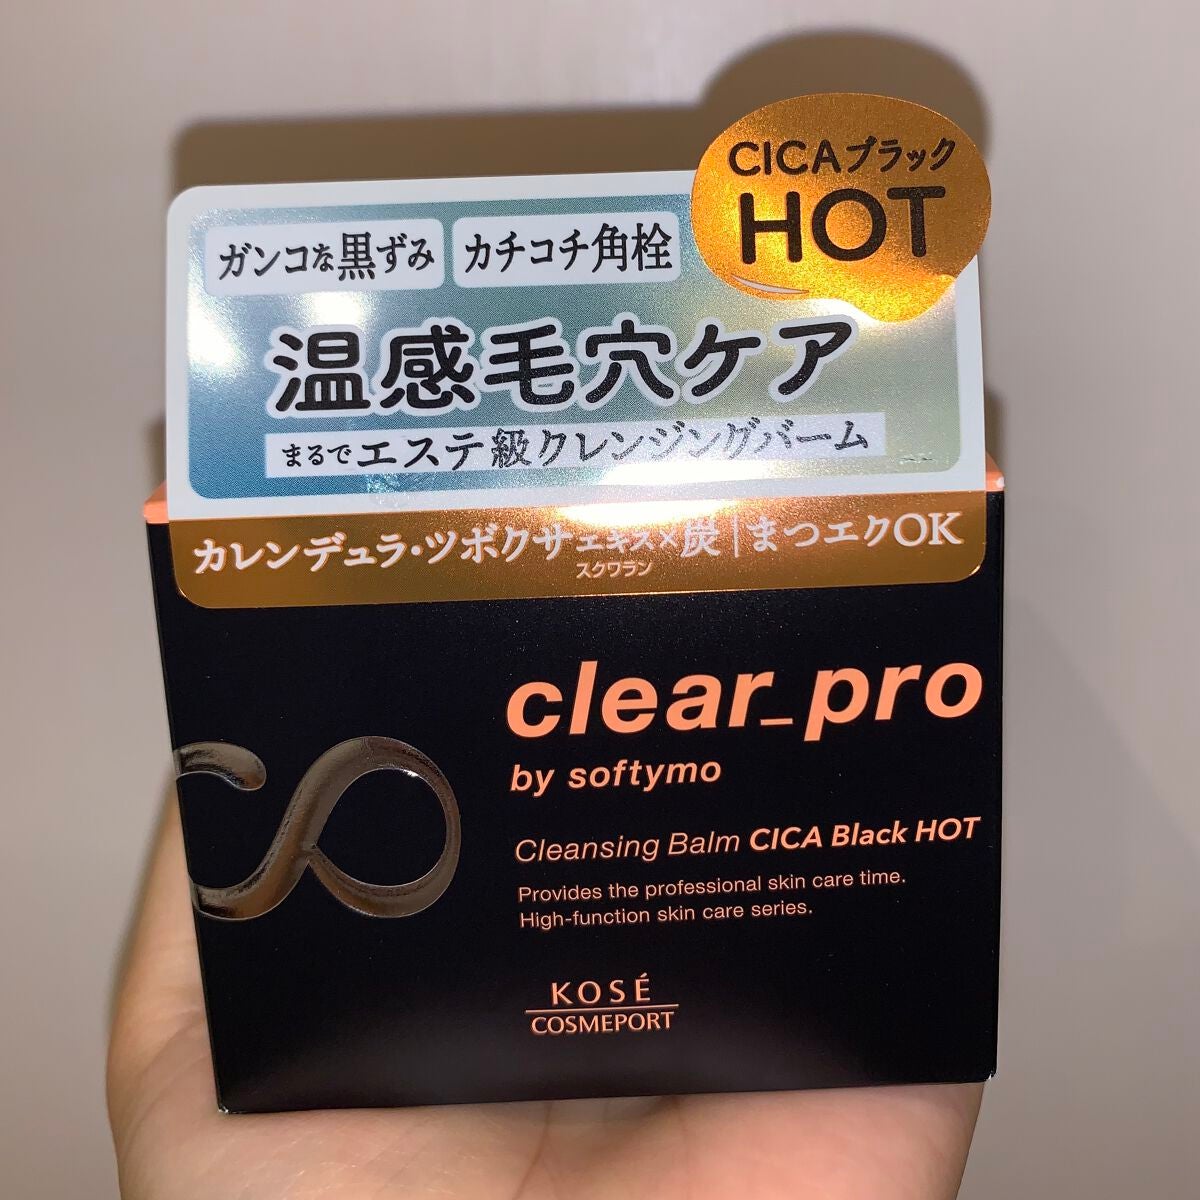 CICAブラック
HOT
ガンコな黒ずみ カチコチ角栓
温感毛穴ケア
まるでエステ級クレンジングバーム
カレンデュラ・ツボクサエキス×炭|まつエクOK
スクワラン
clear_pro
by softymo
Cleansing Balm CICA Black HOT
Provides the professional skin care time.
High-function skin care series.
KOSÉ
COSMEPORT